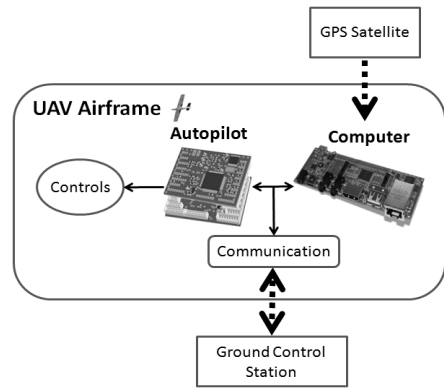 GPS Satellite
UAV Airframe
Autopilot
Computer
Controls
Communication
Ground Control
Station